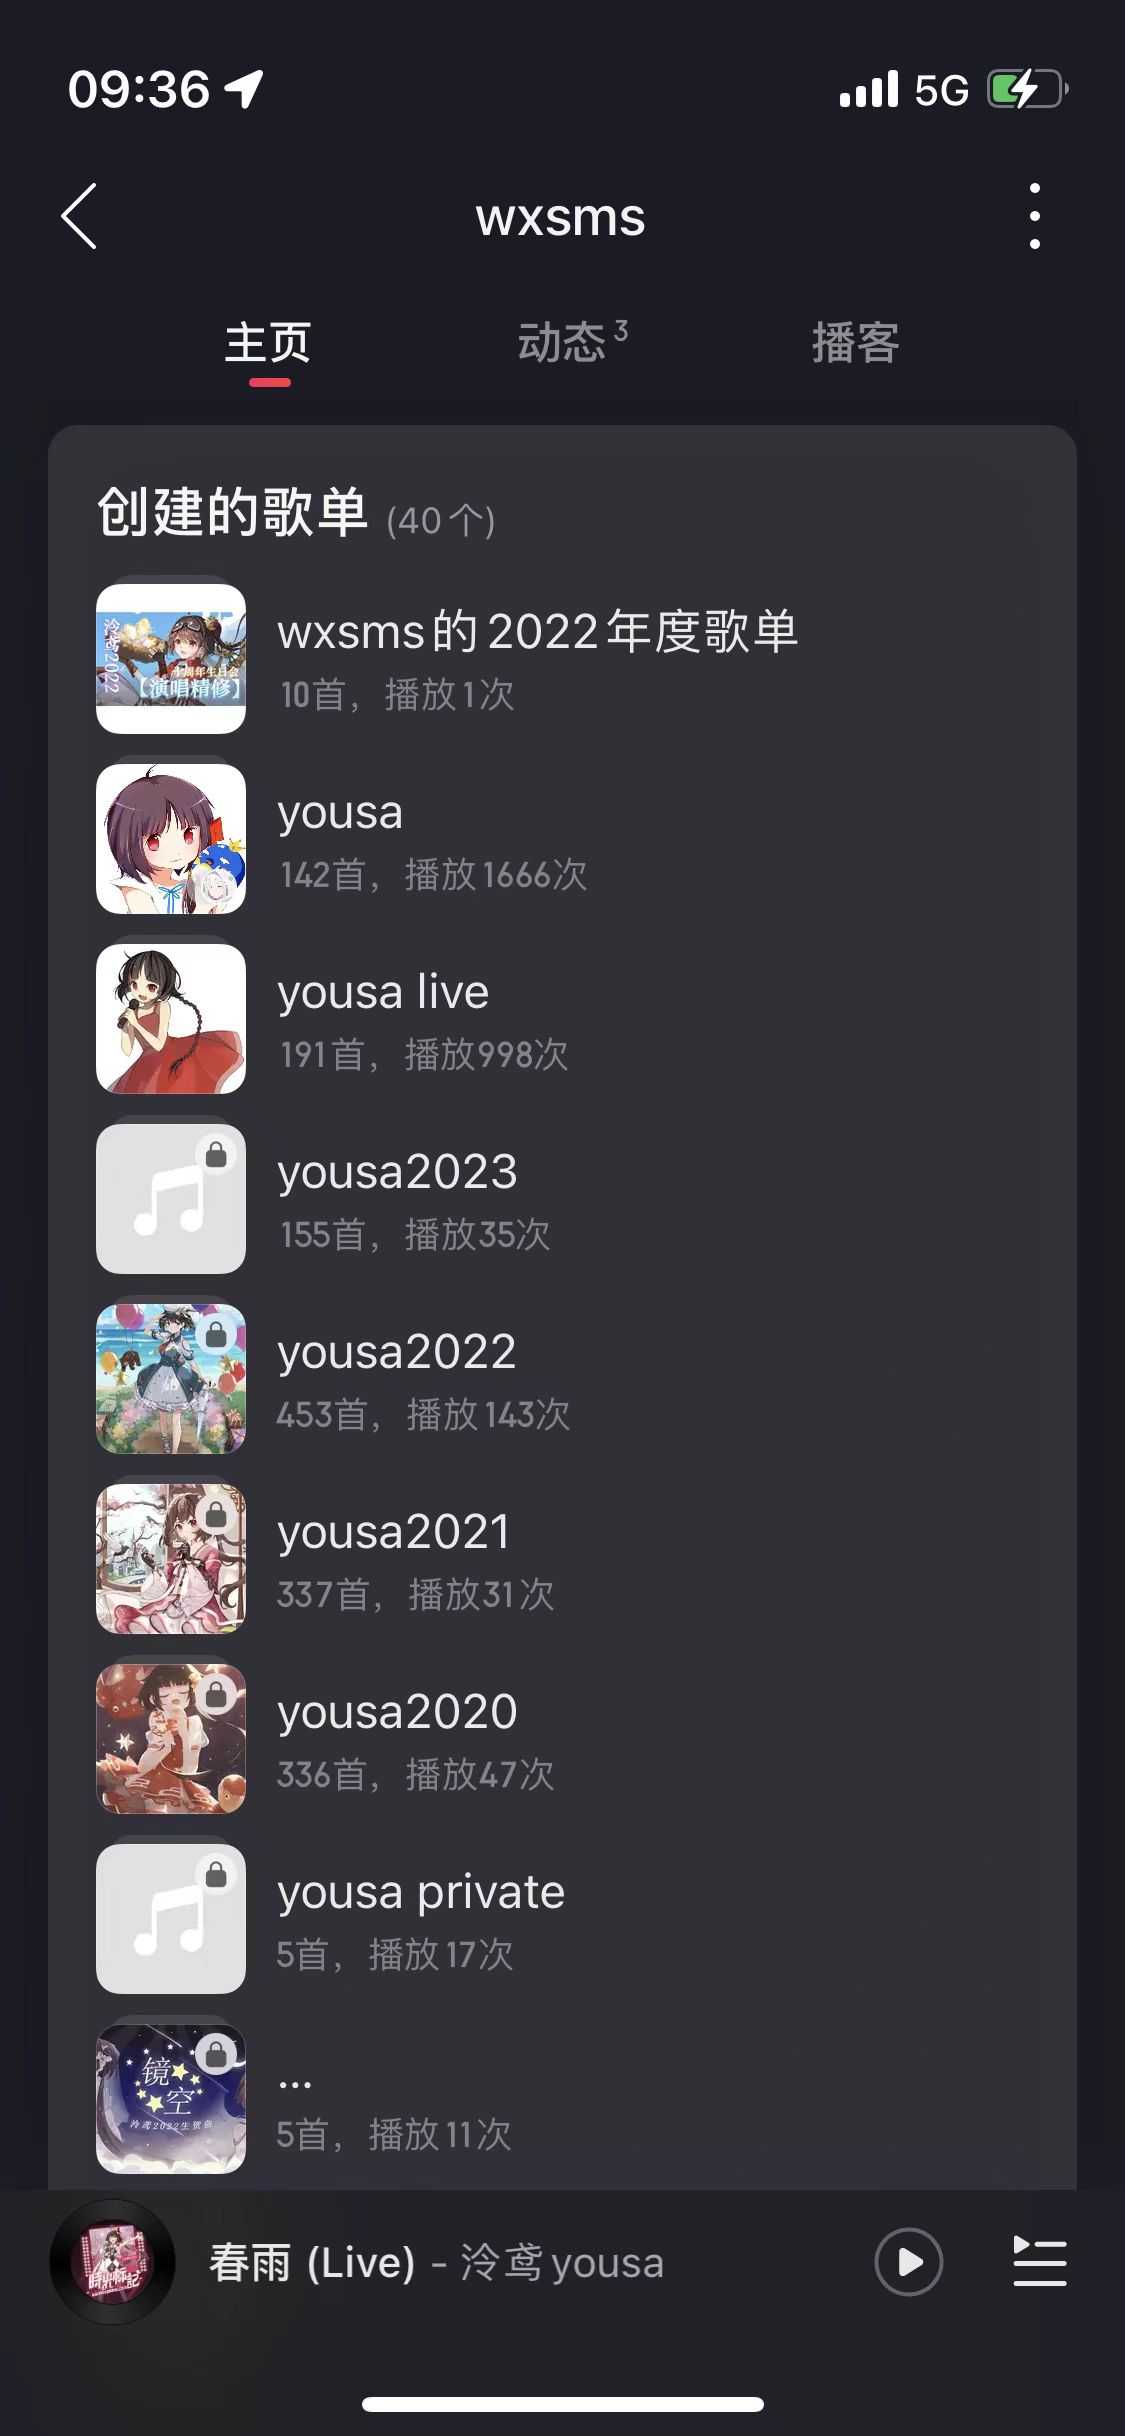 09:36
5G
wxsms
主页
动态 3
播客
创建的歌单 (40个)
泠鸢2022
十周年生日会
【演唱精修】
wxsms的2022年度歌单
10首，播放1次
yousa
142首，播放1666次
yousa live
191首，播放998次
yousa2023
155首，播放35次
yousa2022
453首，播放143次
yousa2021
337首，播放31次
yousa2020
336首，播放47次
yousa private
5首，播放17次
镜空
泠鸢2022生贺曲
...
5首，播放11次
春雨 (Live) - 泠鸢yousa